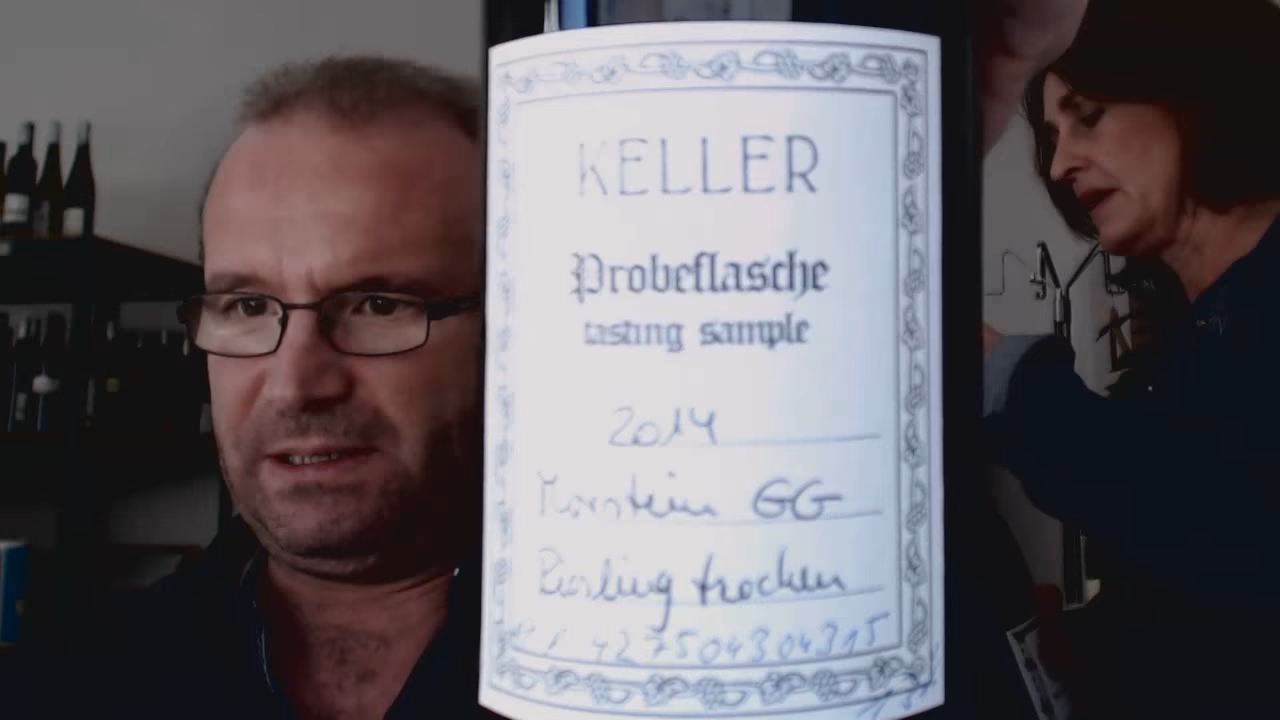 KELLER
Probeflasche
tasting sample
2014
Morstein GG
Riesling trocken
427504304315